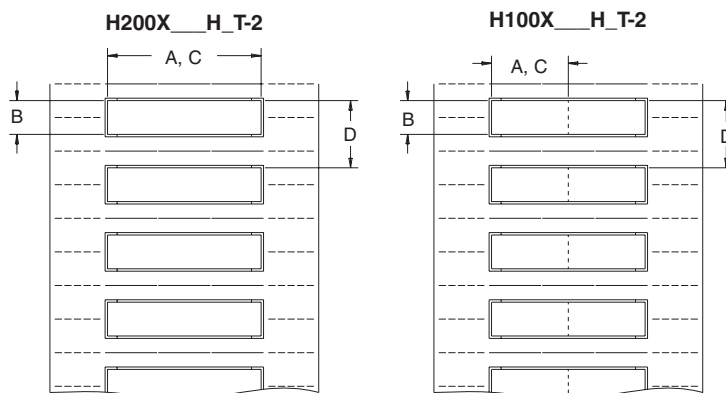 H200X___H_T-2
A, C
B
D
H100X___H_T-2
A, C
B
D